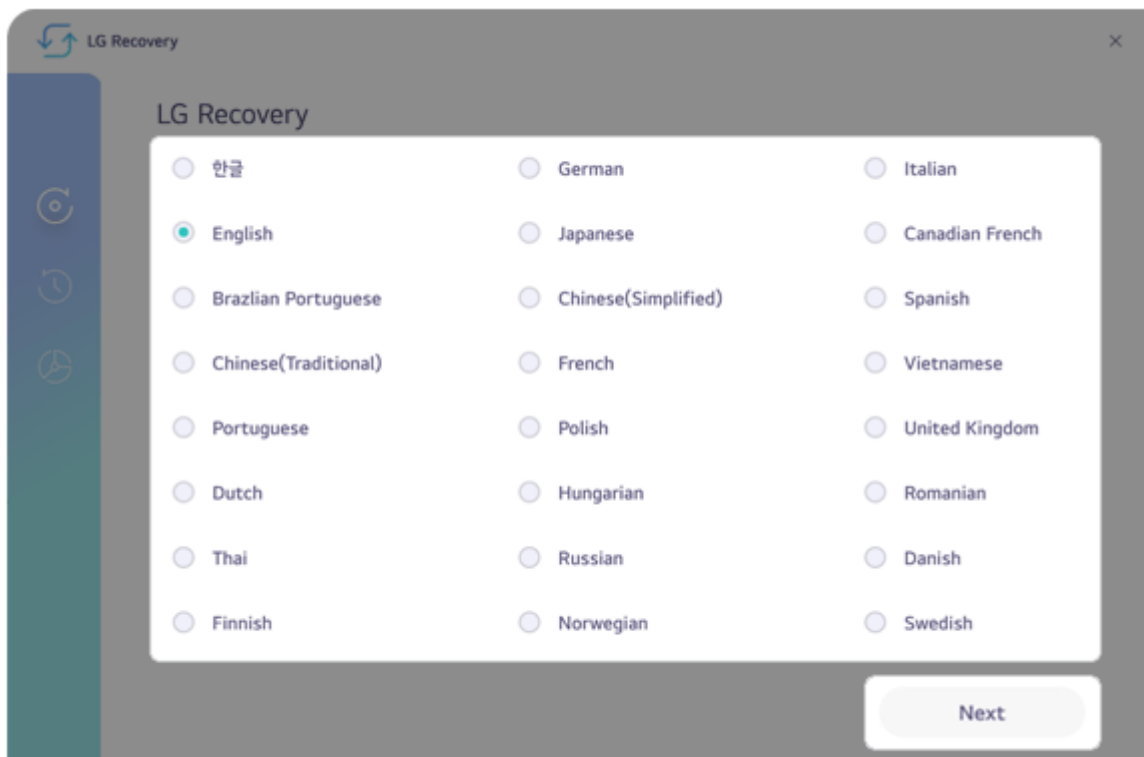 LG Recovery
LG Recovery
한글 German Italian
English Japanese Canadian French
Brazlian Portuguese Chinese(Simplified) Spanish
Chinese(Traditional) French Vietnamese
Portuguese Polish United Kingdom
Dutch Hungarian Romanian
Thai Russian Danish
Finnish Norwegian Swedish
Next